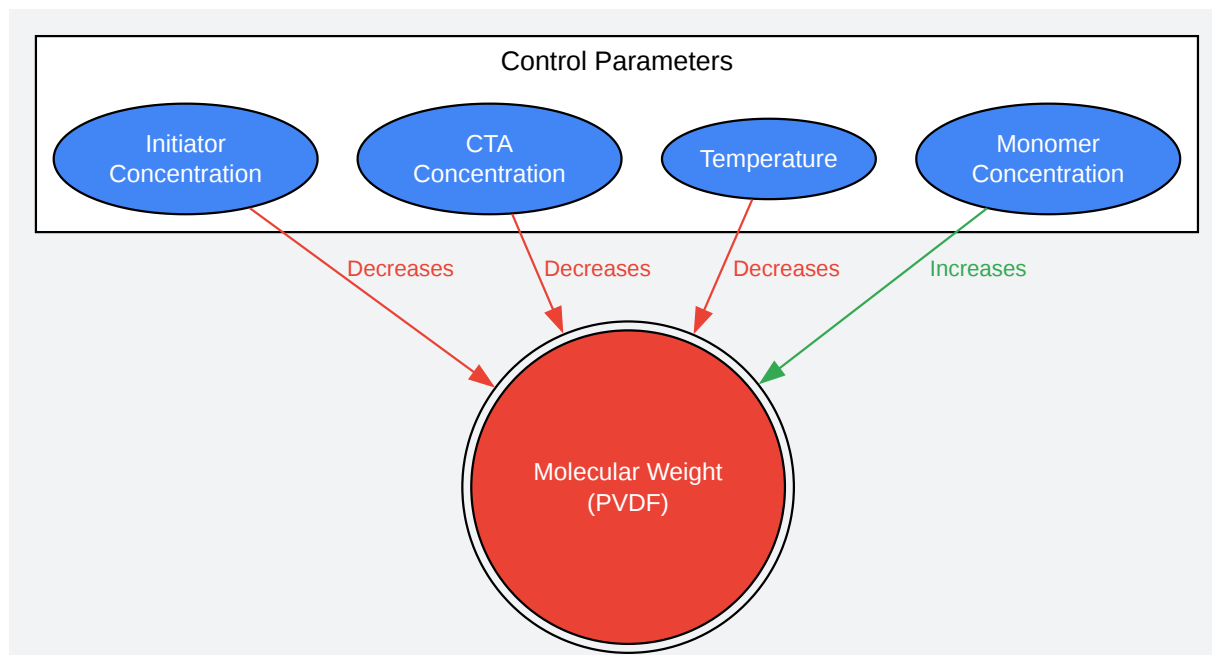 Control Parameters
Initiator
Concentration
CTA
Concentration
Temperature
Monomer
Concentration
Decreases
Decreases
Decreases
Increases
Molecular Weight
(PVDF)